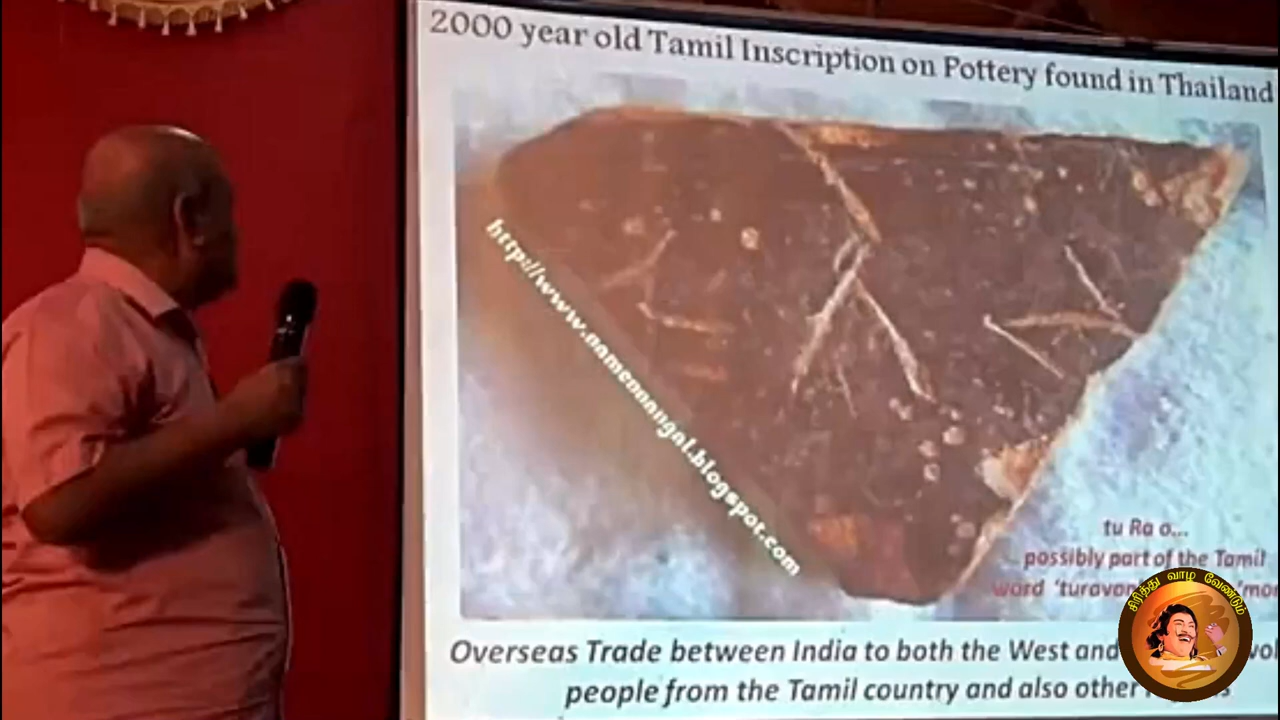 2000 year old Tamil Inscription on Pottery found in Thailand
http://www.nameonangal.blogspot.com
tu Ra o...
possibly part of the Tamil
word 'turavon
Overseas Trade between India to both the West and
people from the Tamil country and also other
சிரித்து வாழ வேண்டும்